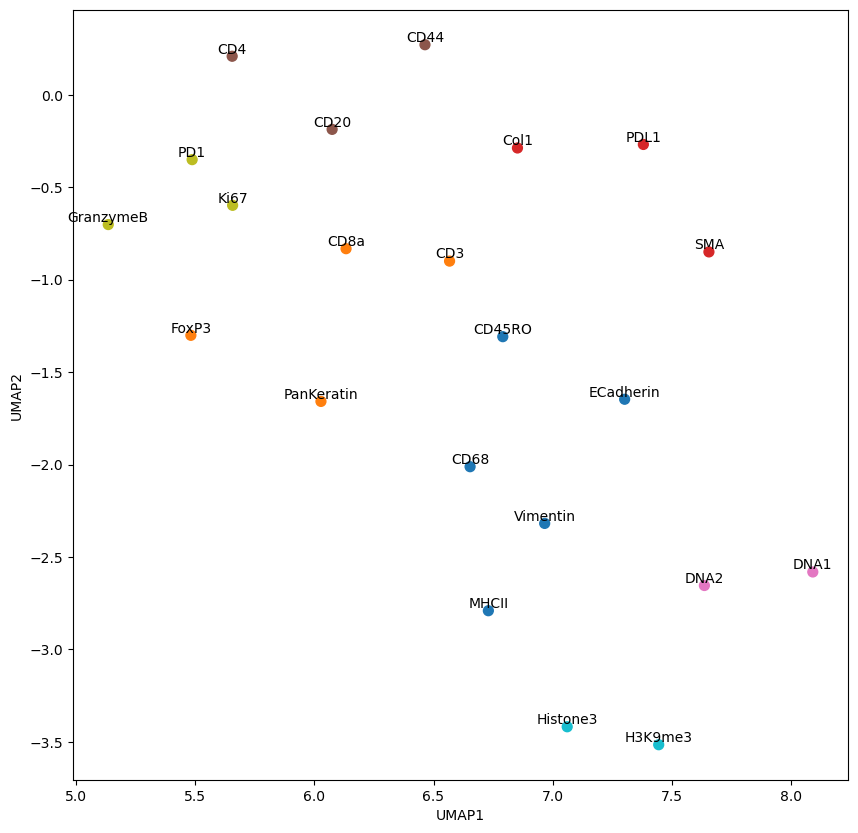 CD44
CD4
0.0
CD20
PDL1
Col1
PD1
−0.5
Ki67
GranzymeB
CD8a
SMA
CD3
−1.0
FoxP3
CD45RO
−1.5
PanKeratin
ECadherin
UMAP2
CD68
−2.0
Vimentin
−2.5
DNA1
DNA2
MHCII
−3.0
Histone3
H3K9me3
−3.5
5.0 5.5 6.0 6.5 7.0 7.5 8.0
UMAP1